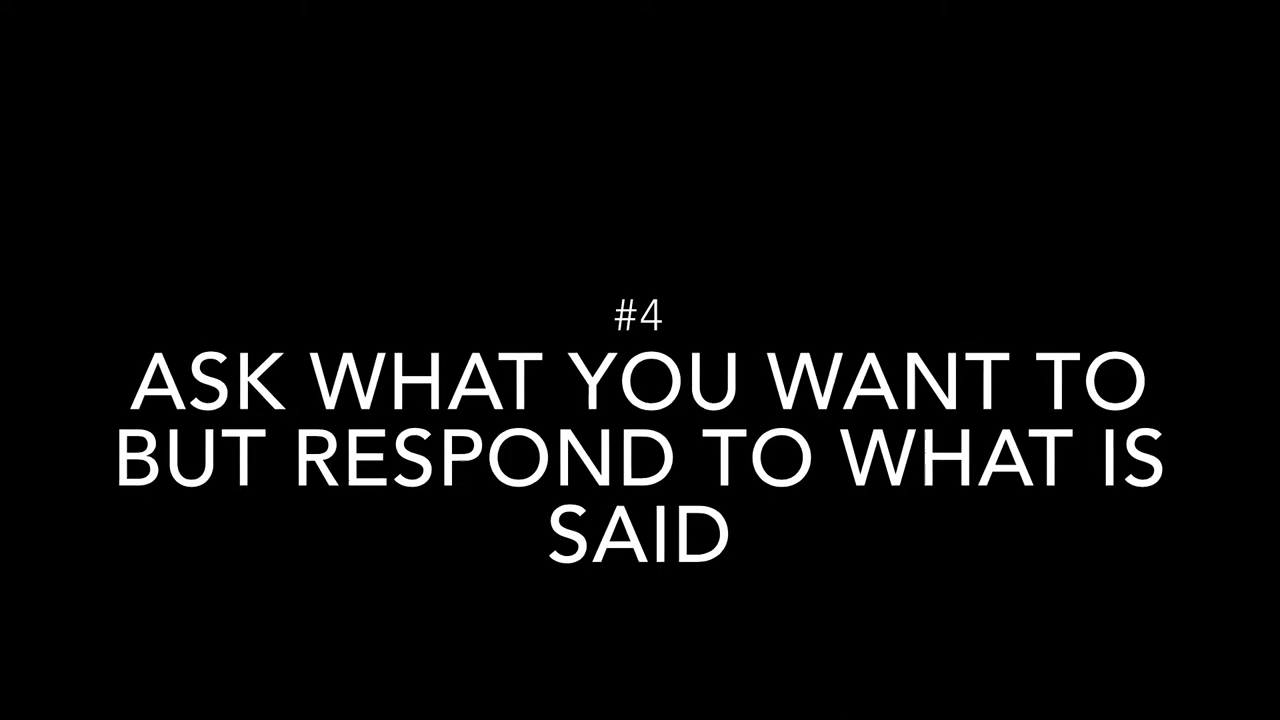 #4
ASK WHAT YOU WANT TO
BUT RESPOND TO WHAT IS
SAID